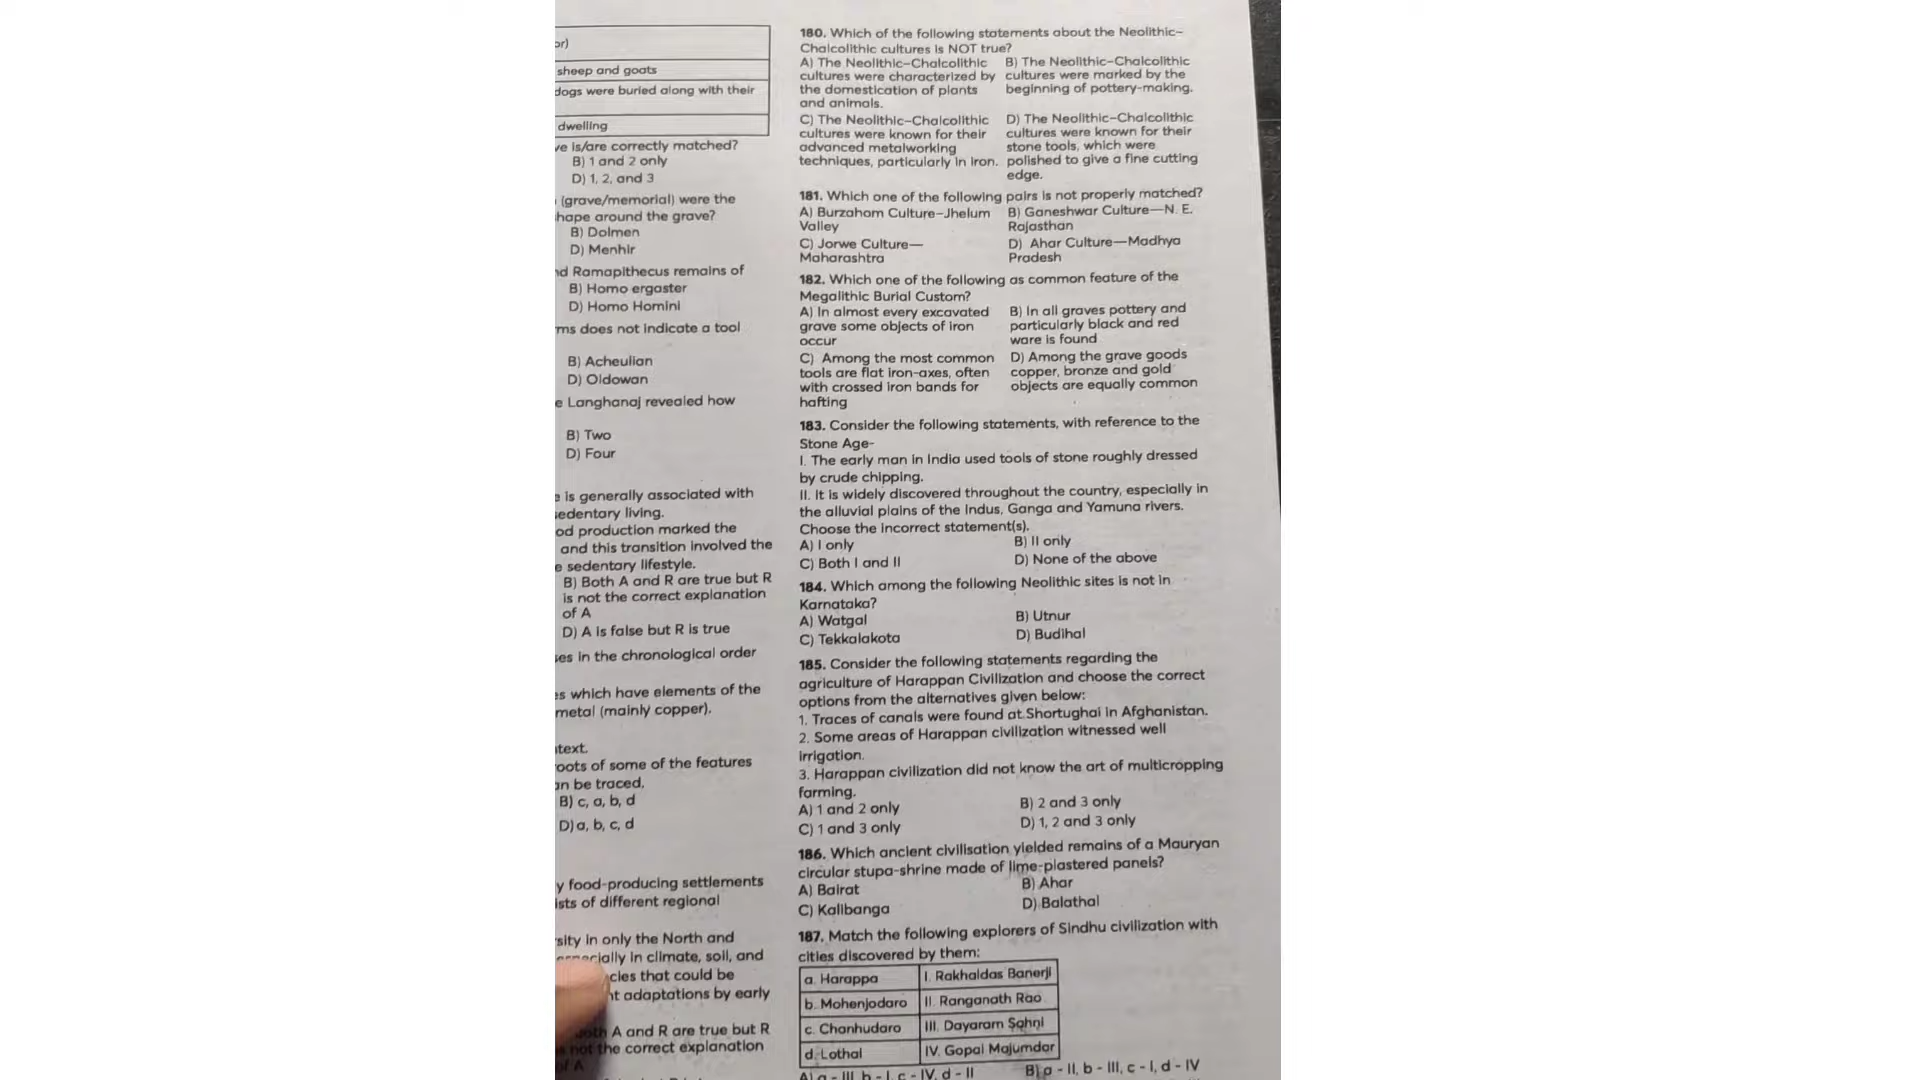 or)
sheep and goats
dogs were buried along with their
dwelling
ve is/are correctly matched?
B) 1 and 2 only
D) 1, 2, and 3
(grave/memorial) were the
hape around the grave?
B) Dolmen
D) Menhir
nd Ramapithecus remains of
B) Homo ergaster
D) Homo Homini
ms does not indicate a tool
B) Acheulian
D) Oldowan
e Langhanaj revealed how
B) Two
D) Four
e is generally associated with
sedentary living.
od production marked the
and this transition involved the
e sedentary lifestyle.
B) Both A and R are true but R
is not the correct explanation
of A
D) A is false but R is true
ses in the chronological order
es which have elements of the
metal (mainly copper).
text.
oots of some of the features
an be traced.
B) c, a, b, d
D) a, b, c, d
y food-producing settlements
ists of different regional
sity in only the North and
especially in climate, soil, and
cles that could be
nt adaptations by early
Both A and R are true but R
not the correct explanation
of A
180. Which of the following statements about the Neolithic-
Chalcolithic cultures is NOT true?
A) The Neolithic-Chalcolithic
cultures were characterized by
the domestication of plants
and animals.
B) The Neolithic-Chalcolithic
cultures were marked by the
beginning of pottery-making.
C) The Neolithic-Chalcolithic
cultures were known for their
advanced metalworking
techniques, particularly in iron.
D) The Neolithic-Chalcolithic
cultures were known for their
stone tools, which were
polished to give a fine cutting
edge.
181. Which one of the following pairs is not properly matched?
A) Burzaham Culture-Jhelum
Valley
B) Ganeshwar Culture—N. E.
Rajasthan
C) Jorwe Culture—
Maharashtra
D) Ahar Culture—Madhya
Pradesh
182. Which one of the following as common feature of the
Megalithic Burial Custom?
A) In almost every excavated
grave some objects of iron
occur
B) In all graves pottery and
particularly black and red
ware is found
C) Among the most common
tools are flat iron-axes, often
with crossed iron bands for
hafting
D) Among the grave goods
copper, bronze and gold
objects are equally common
183. Consider the following statements, with reference to the
Stone Age-
I. The early man in India used tools of stone roughly dressed
by crude chipping.
II. It is widely discovered throughout the country, especially in
the alluvial plains of the Indus, Ganga and Yamuna rivers.
Choose the incorrect statement(s).
A) I only
B) II only
C) Both I and II
D) None of the above
184. Which among the following Neolithic sites is not in
Karnataka?
A) Watgal
B) Utnur
C) Tekkalakota
D) Budihal
185. Consider the following statements regarding the
agriculture of Harappan Civilization and choose the correct
options from the alternatives given below:
1. Traces of canals were found at Shortughai in Afghanistan.
2. Some areas of Harappan civilization witnessed well
irrigation.
3. Harappan civilization did not know the art of multicropping
farming.
A) 1 and 2 only
B) 2 and 3 only
C) 1 and 3 only
D) 1, 2 and 3 only
186. Which ancient civilisation yielded remains of a Mauryan
circular stupa-shrine made of lime-plastered panels?
A) Bairat
B) Ahar
C) Kalibanga
D) Balathal
187. Match the following explorers of Sindhu civilization with
cities discovered by them:
a. Harappa
I. Rakhaldas Banerji
b. Mohenjodaro
II. Ranganath Rao
c. Chanhudaro
III. Dayaram Sahni
d. Lothal
IV. Gopal Majumdar
A) a - III, b - I, c - IV, d - II
B) a - II, b - III, c - I, d - IV